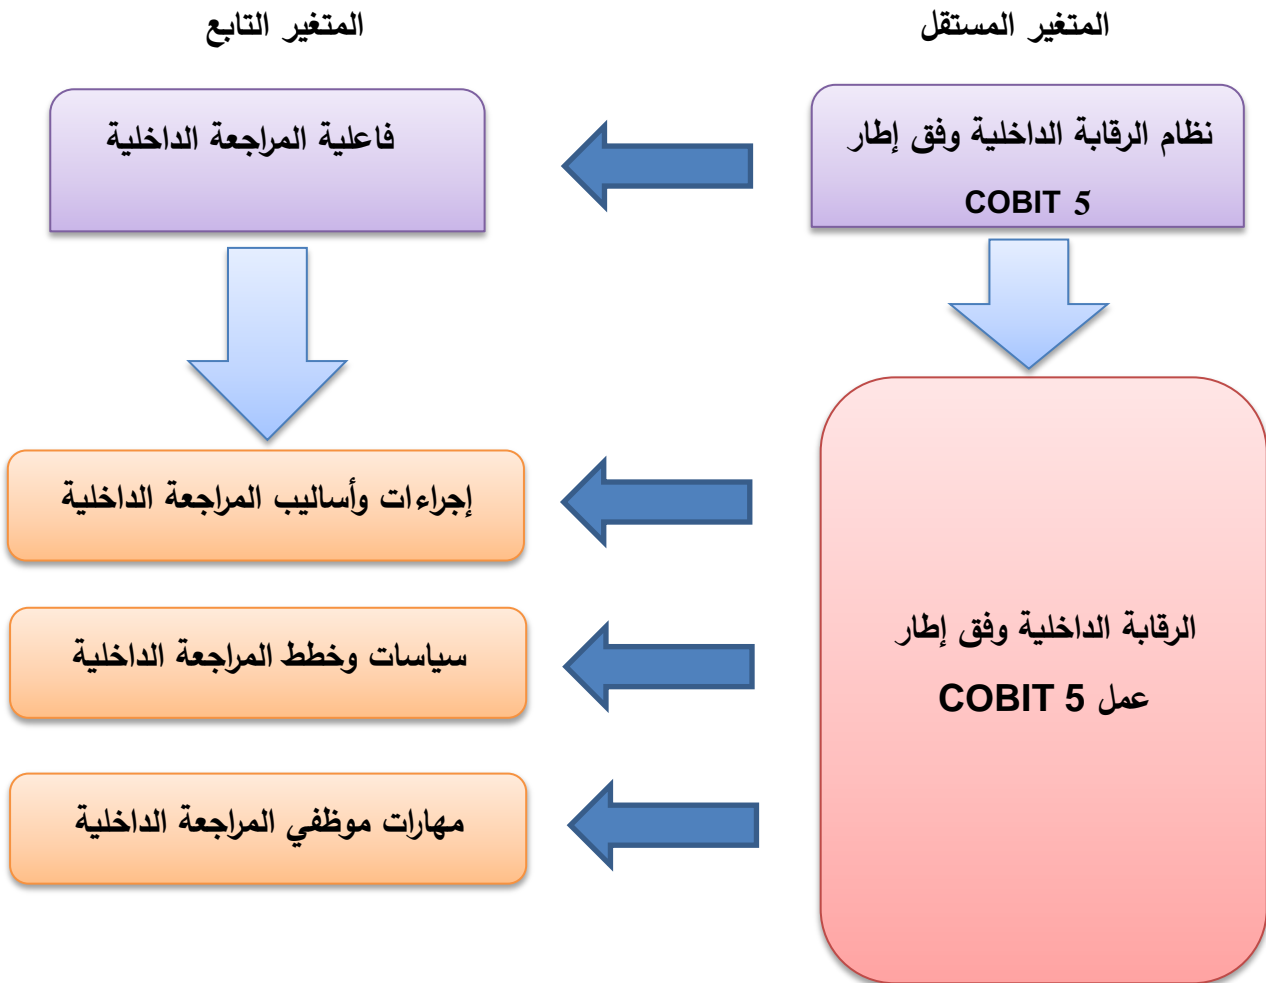 المتغير المستقل
المتغير التابع
نظام الرقابة الداخلية وفق إطار
COBIT 5
فاعلية المراجعة الداخلية
الرقابة الداخلية وفق إطار
عمل COBIT 5
إجراءات وأساليب المراجعة الداخلية
سياسات وخطط المراجعة الداخلية
مهارات موظفي المراجعة الداخلية